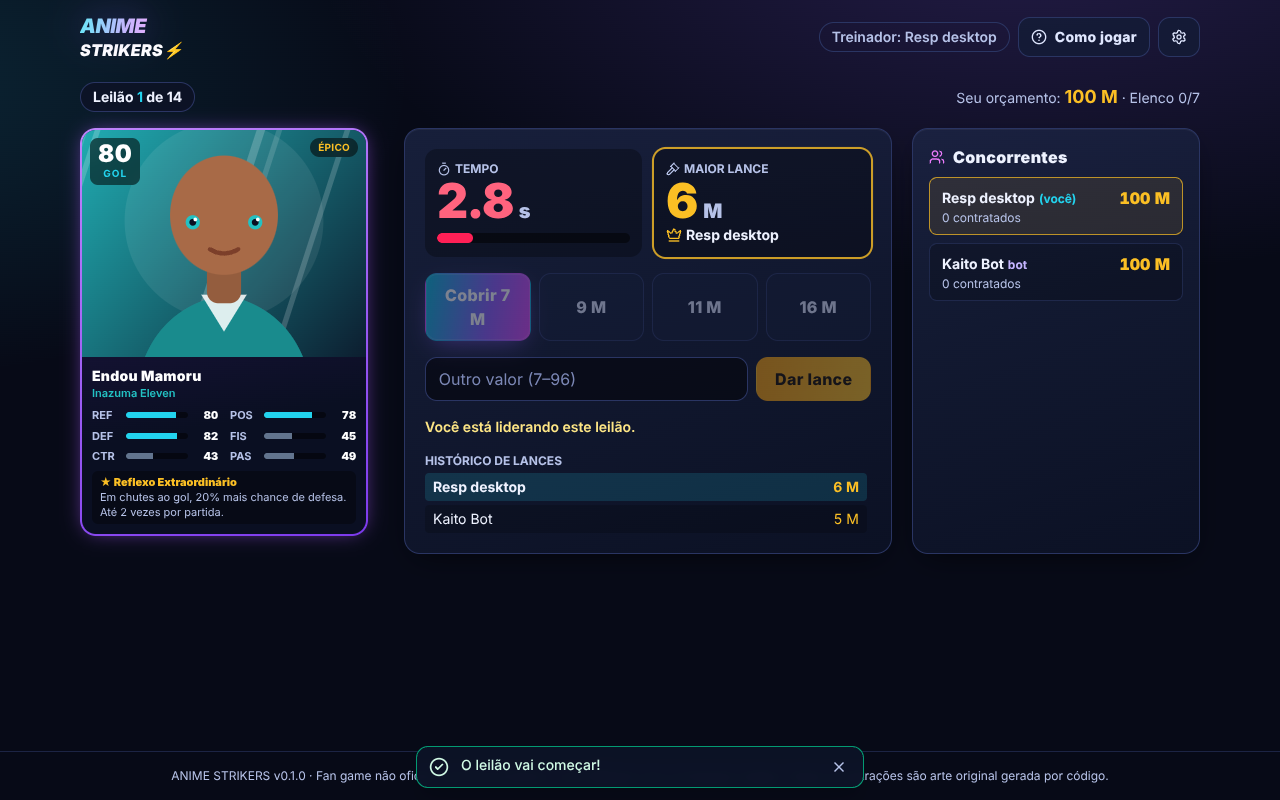 ANIME
STRIKERS⚡
Treinador: Resp desktop
Como jogar
Leilão 1 de 14
Seu orçamento: 100 M · Elenco 0/7
80
GOL
ÉPICO
Endou Mamoru
Inazuma Eleven
REF 80 POS 78
DEF 82 FIS 45
CTR 43 PAS 49
★ Reflexo Extraordinário
Em chutes ao gol, 20% mais chance de defesa.
Até 2 vezes por partida.
TEMPO
2.8 s
MAIOR LANCE
6 M
Resp desktop
Cobrir 7
M
9 M
11 M
16 M
Outro valor (7–96)
Dar lance
Você está liderando este leilão.
HISTÓRICO DE LANCES
Resp desktop 6 M
Kaito Bot 5 M
Concorrentes
Resp desktop (você) 100 M
0 contratados
Kaito Bot bot 100 M
0 contratados
O leilão vai começar!
ANIME STRIKERS v0.1.0 · Fan game não ofic
rações são arte original gerada por código.